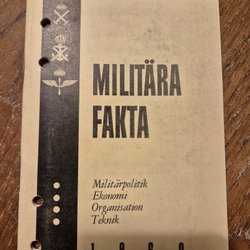 MILITÄRA
FAKTA
Militärpolitik
Ekonomi
Organisation
Teknik